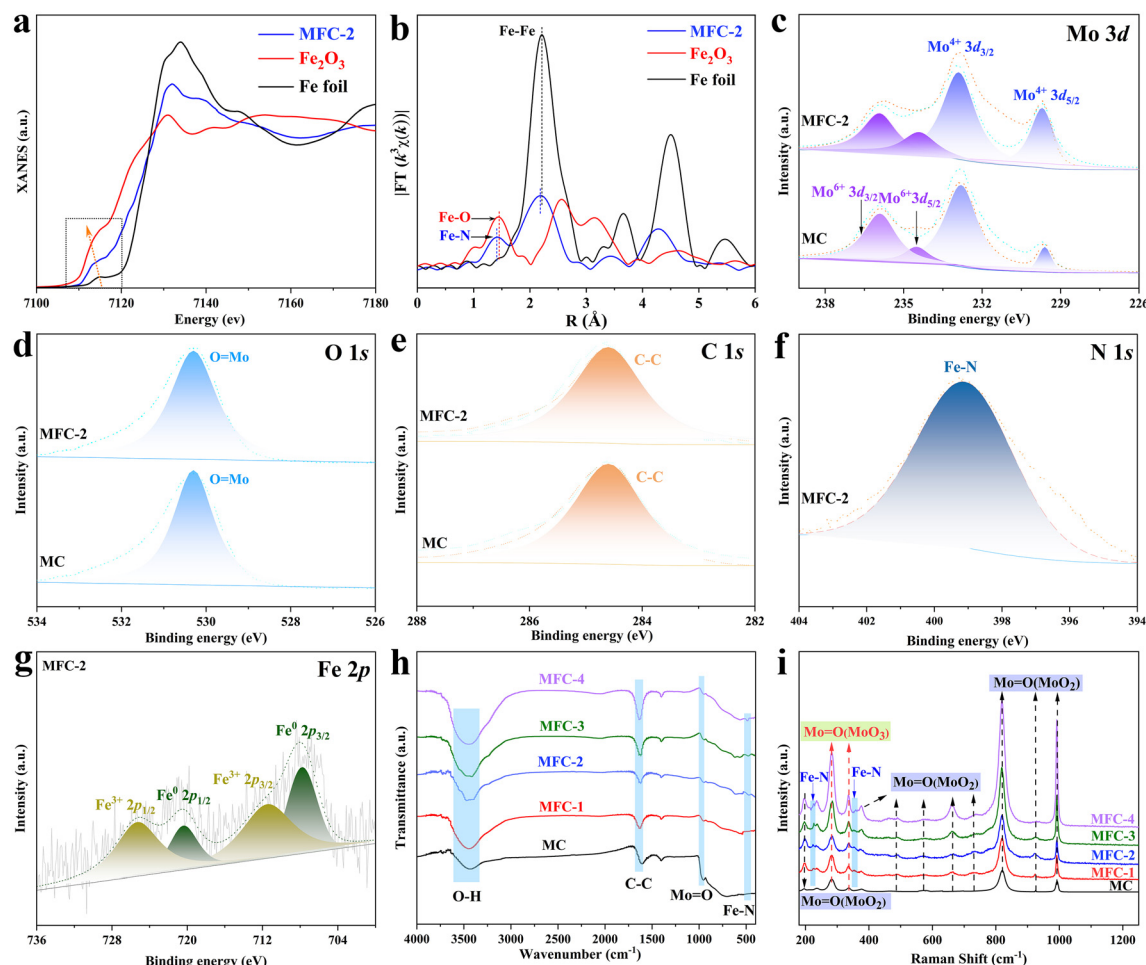 a
MFC-2
Fe₂O₃
Fe foil
XANES (a.u.)
7100 7120 7140 7160 7180
Energy (ev)
b
Fe-Fe
MFC-2
Fe₂O₃
Fe foil
Fe-O
Fe-N
|FT (k³χ(k))|
0 1 2 3 4 5 6
R (Å)
c
Mo 3d
Mo⁴⁺ 3d₃/₂
Mo⁴⁺ 3d₅/₂
MFC-2
Mo⁶⁺ 3d₃/₂ Mo⁶⁺3d₅/₂
MC
Intensity (a.u.)
239 235 232 229 226
Binding energy (eV)
d
O 1s
O=Mo
MFC-2
O=Mo
MC
Intensity (a.u.)
534 530 526
Binding energy (eV)
e
C 1s
C-C
MFC-2
C-C
MC
Intensity (a.u.)
288 286 284 282
Binding energy (eV)
f
N 1s
Fe-N
MFC-2
Intensity (a.u.)
404 402 400 398 396 394
Binding energy (eV)
g
MFC-2
Fe 2p
Fe⁰ 2p₃/₂
Fe³⁺ 2p₃/₂
Fe⁰ 2p₁/₂
Fe³⁺ 2p₁/₂
Intensity (a.u.)
736 728 720 712 704
Binding energy (eV)
h
MFC-4
MFC-3
MFC-2
MFC-1
MC
O-H
C-C
Mo=O
Fe-N
Transmittance (a.u.)
4000 3500 3000 2500 2000 1500 1000 500
Wavenumber (cm⁻¹)
i
Mo=O(MoO₂)
Mo=O(MoO₃)
Fe-N
Fe-N
Mo=O(MoO₂)
MFC-4
MFC-3
MFC-2
MFC-1
MC
Mo=O(MoO₂)
Intensity (a.u.)
200 400 600 800 1000 1200
Raman Shift (cm⁻¹)